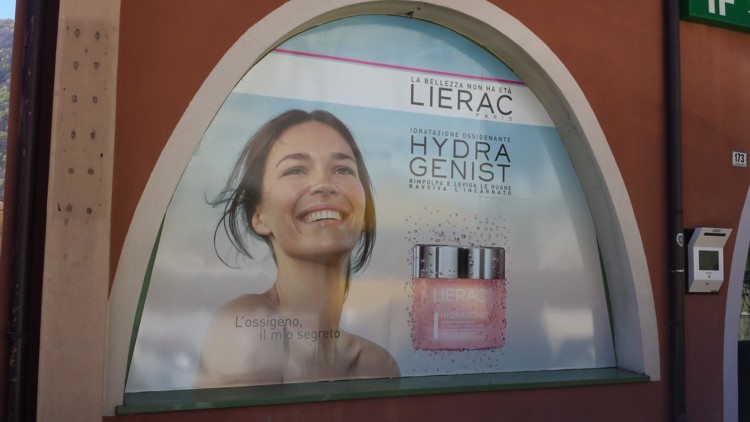 LA BELLEZZA NON HA ETÀ
LIERAC
PARIS
IDRATAZIONE OSSIGENANTE
HYDRA
GENIST
RIMPOLPA E LEVIGA LE RUGHE
RAVVIVA L'INCARNATO
LIERAC
HYDRAGENIST
L'ossigeno,
il mio segreto
173